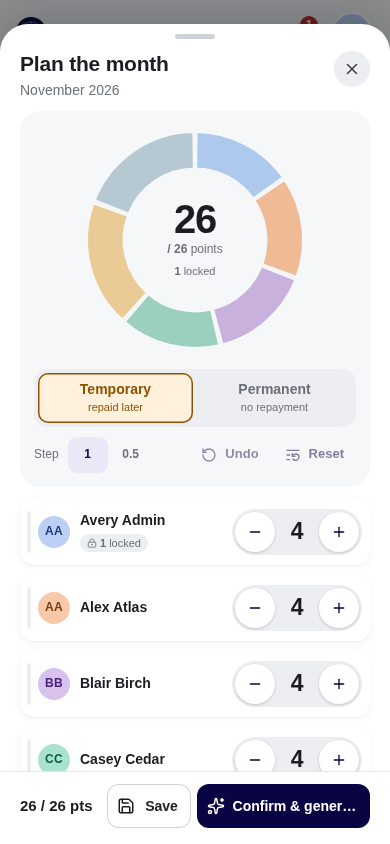 1
Plan the month
November 2026
26
/ 26 points
1 locked
Temporary
repaid later
Permanent
no repayment
Step
1
0.5
Undo
Reset
AA
Avery Admin
1 locked
4
AA
Alex Atlas
4
BB
Blair Birch
4
CC
Casey Cedar
4
26 / 26 pts
Save
Confirm & gener…